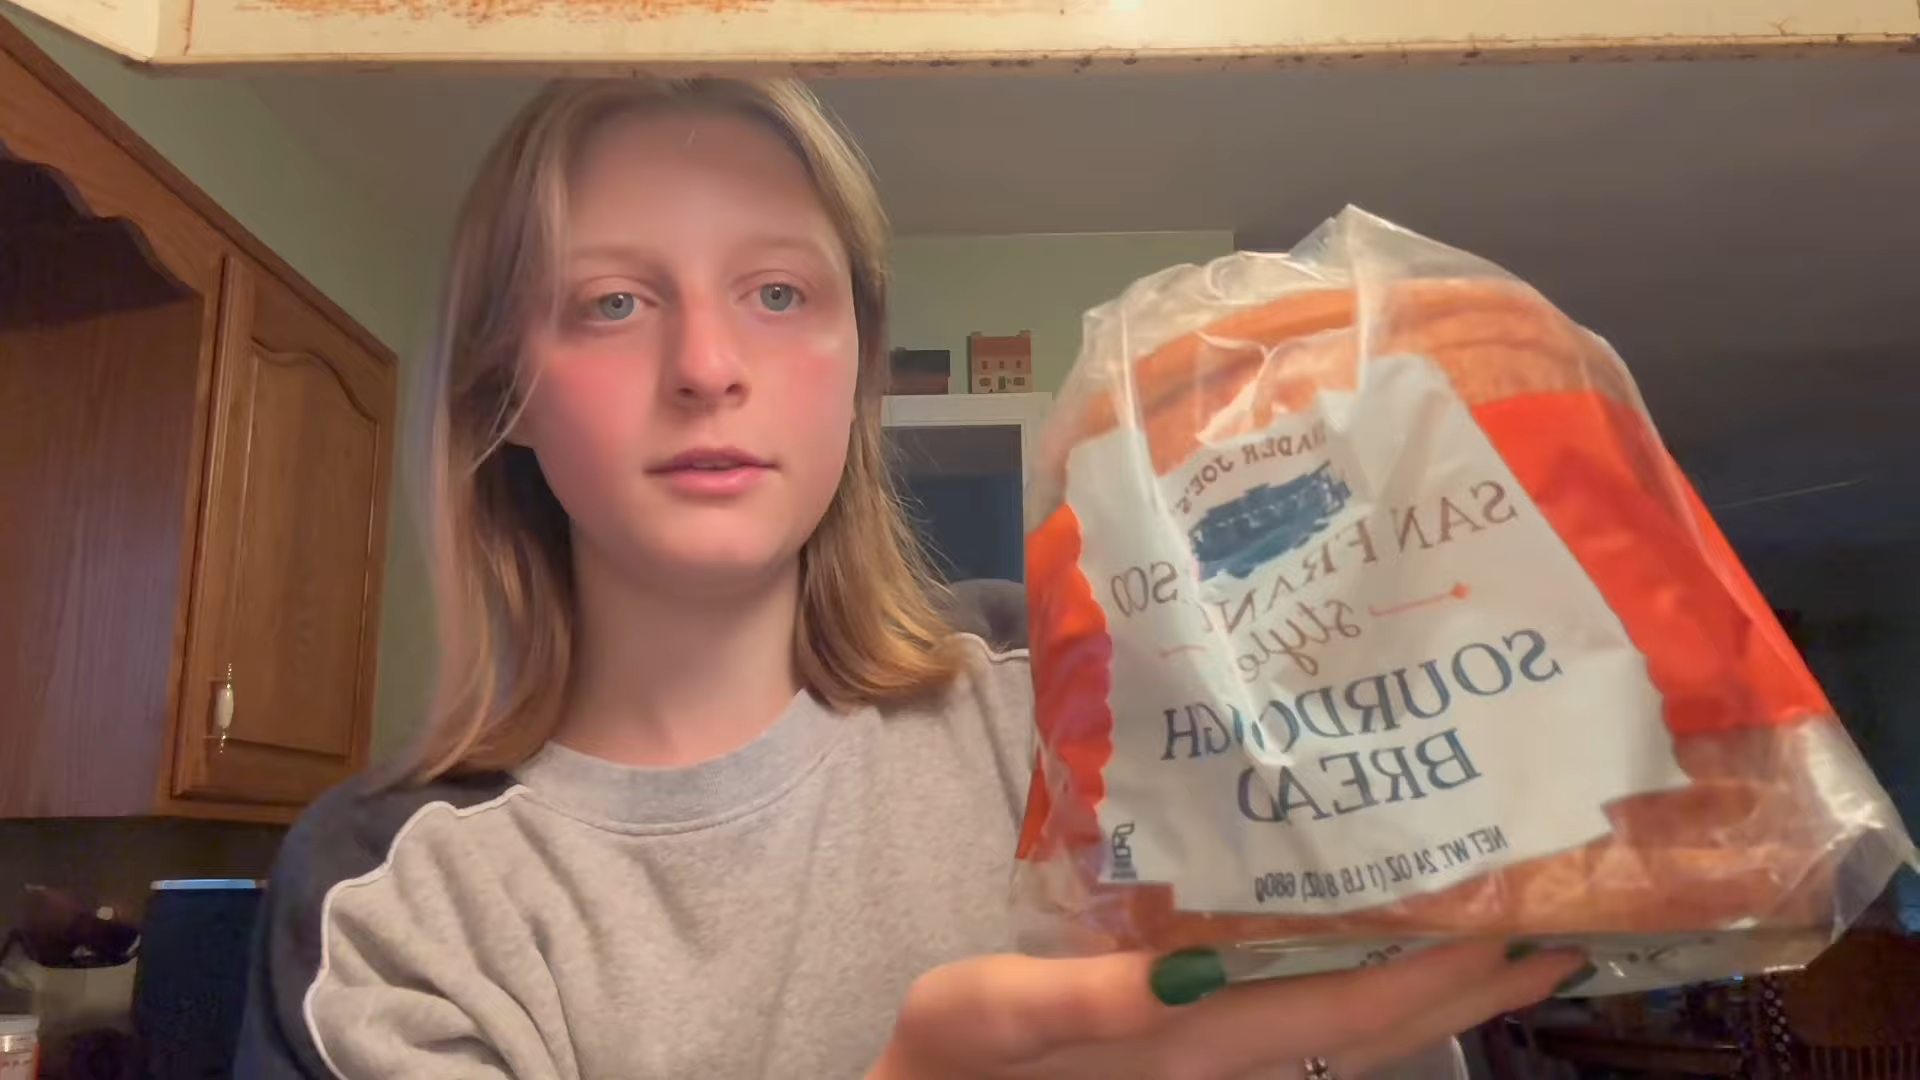 TRADER JOE'S
SAN FRANCISCO
style
SOURDOUGH
BREAD
NET WT. 24 OZ (1 LB 8 OZ) 680g